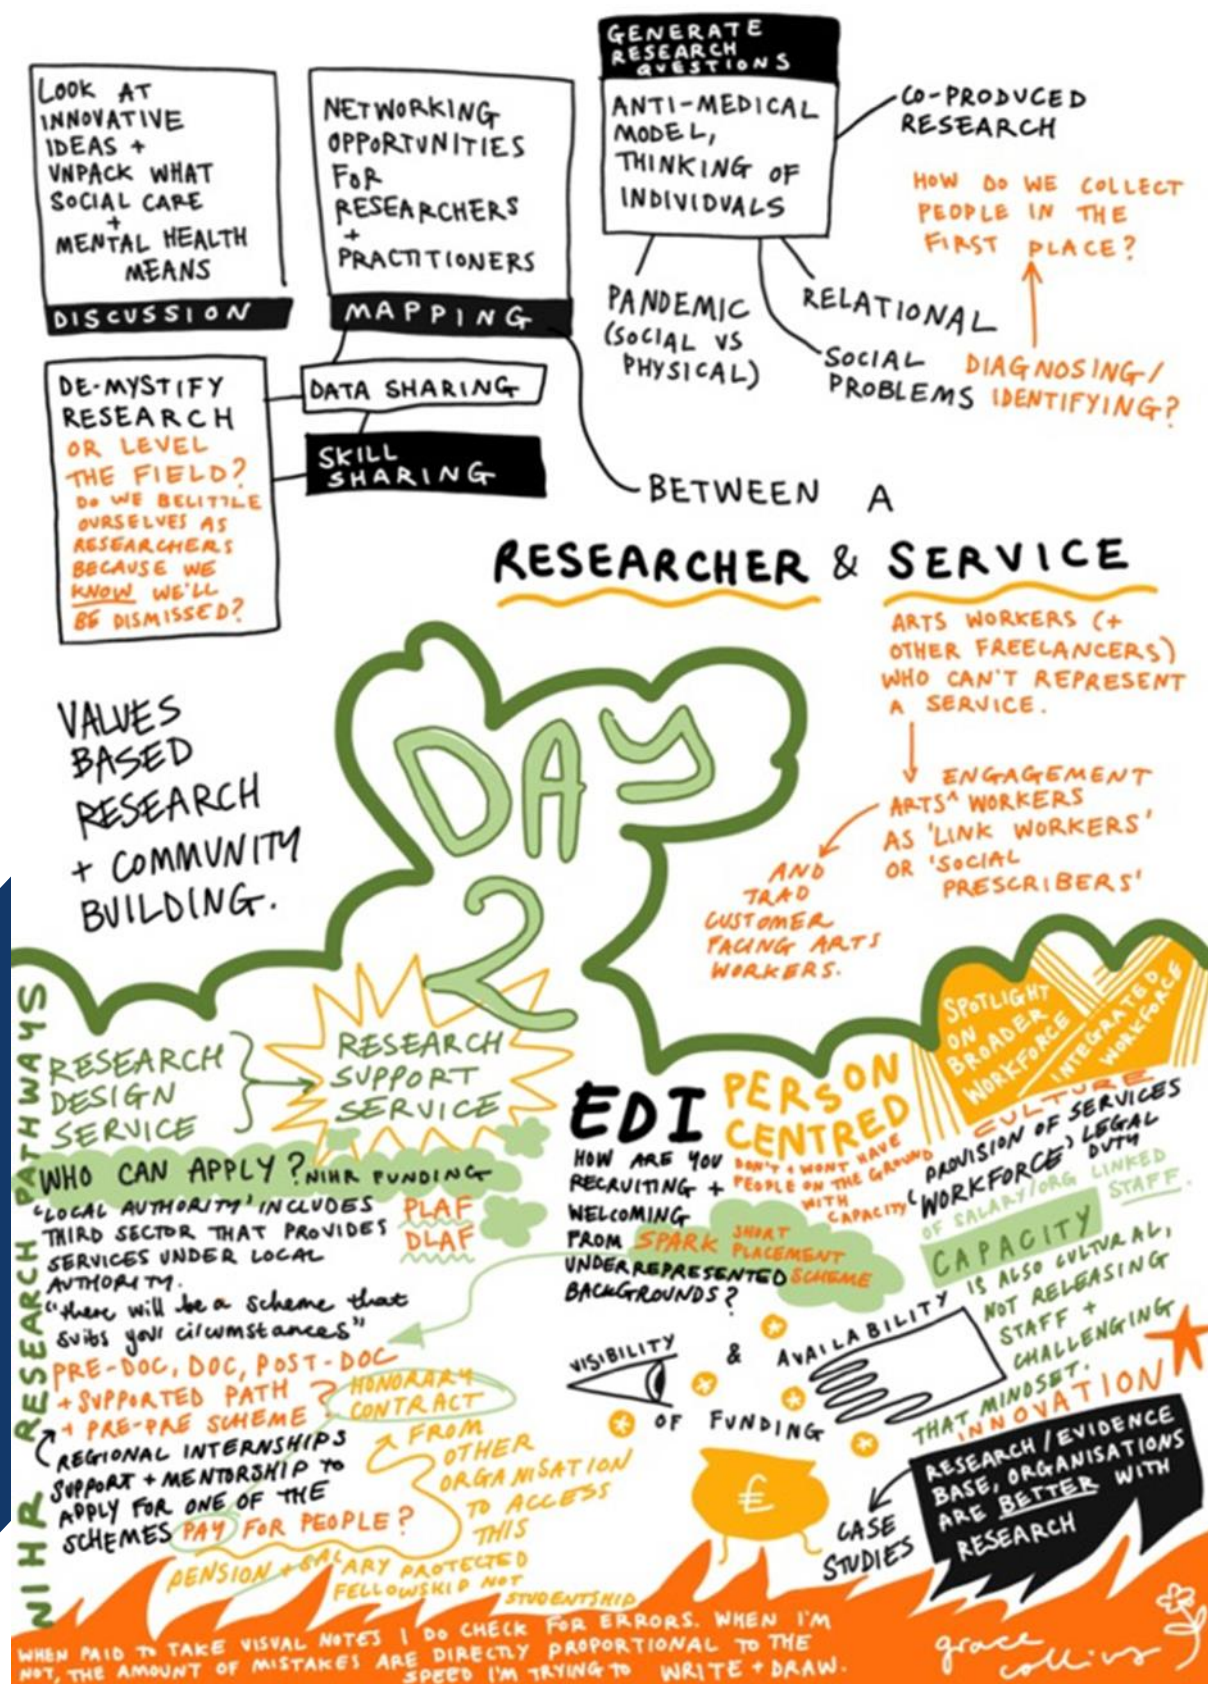 LOOK AT
INNOVATIVE
IDEAS +
UNPACK WHAT
SOCIAL CARE
+
MENTAL HEALTH
MEANS
DISCUSSION
NETWORKING
OPPORTUNITIES
FOR
RESEARCHERS
+
PRACTITIONERS
MAPPING
GENERATE
RESEARCH
QUESTIONS
ANTI-MEDICAL
MODEL,
THINKING OF
INDIVIDUALS
CO-PRODUCED
RESEARCH
HOW DO WE COLLECT
PEOPLE IN THE
FIRST PLACE?
PANDEMIC
(SOCIAL VS
PHYSICAL)
RELATIONAL
SOCIAL
PROBLEMS
DIAGNOSING/
IDENTIFYING?
DE-MYSTIFY
RESEARCH
OR LEVEL
THE FIELD?
DO WE BELITTLE
OURSELVES AS
RESEARCHERS
BECAUSE WE
KNOW WE'LL
BE DISMISSED?
DATA SHARING
SKILL
SHARING
BETWEEN A
RESEARCHER & SERVICE
ARTS WORKERS (+
OTHER FREELANCERS)
WHO CAN'T REPRESENT
A SERVICE.
ENGAGEMENT
ARTS^ WORKERS
AS 'LINK WORKERS'
OR 'SOCIAL
PRESCRIBERS'
AND
TRAD
CUSTOMER
FACING ARTS
WORKERS.
VALUES
BASED
RESEARCH
+ COMMUNITY
BUILDING.
DAY
2
NIHR RESEARCH PATHWAYS
RESEARCH
DESIGN
SERVICE
RESEARCH
SUPPORT
SERVICE
WHO CAN APPLY? NIHR FUNDING
'LOCAL AUTHORITY' INCLUDES
THIRD SECTOR THAT PROVIDES
SERVICES UNDER LOCAL
AUTHORITY.
PLAF
DLAF
"there will be a scheme that
suits your circumstances"
PRE-DOC, DOC, POST-DOC
+ SUPPORTED PATH ?
+ PRE-PRE SCHEME
REGIONAL INTERNSHIPS
SUPPORT + MENTORSHIP TO
APPLY FOR ONE OF THE
SCHEMES PAY FOR PEOPLE?
HONORARY
CONTRACT
FROM
OTHER
ORGANISATION
TO ACCESS
THIS
PENSION + SALARY PROTECTED
FELLOWSHIP NOT
STUDENTSHIP
EDI
HOW ARE YOU
RECRUITING +
WELCOMING
FROM
UNDERREPRESENTED
BACKGROUNDS?
SPARK SHORT
PLACEMENT
SCHEME
PERSON
CENTRED
DON'T + WONT HAVE
PEOPLE ON THE GROUND
WITH
CAPACITY
SPOTLIGHT
ON
BROADER
WORKFORCE
INTEGRATED
WORKFORCE
CULTURE
PROVISION OF SERVICES
'WORKFORCE' LEGAL
DUTY
OF SALARY/ORG LINKED
STAFF.
CAPACITY
IS ALSO CULTURAL,
NOT RELEASING
STAFF +
CHALLENGING
THAT MINDSET.
VISIBILITY
& AVAILABILITY
OF FUNDING
£
INNOVATION
RESEARCH/EVIDENCE
BASE, ORGANISATIONS
ARE BETTER WITH
RESEARCH
CASE
STUDIES
WHEN PAID TO TAKE VISUAL NOTES I DO CHECK FOR ERRORS. WHEN I'M
NOT, THE AMOUNT OF MISTAKES ARE DIRECTLY PROPORTIONAL TO THE
SPEED I'M TRYING TO WRITE + DRAW.
grace
collins